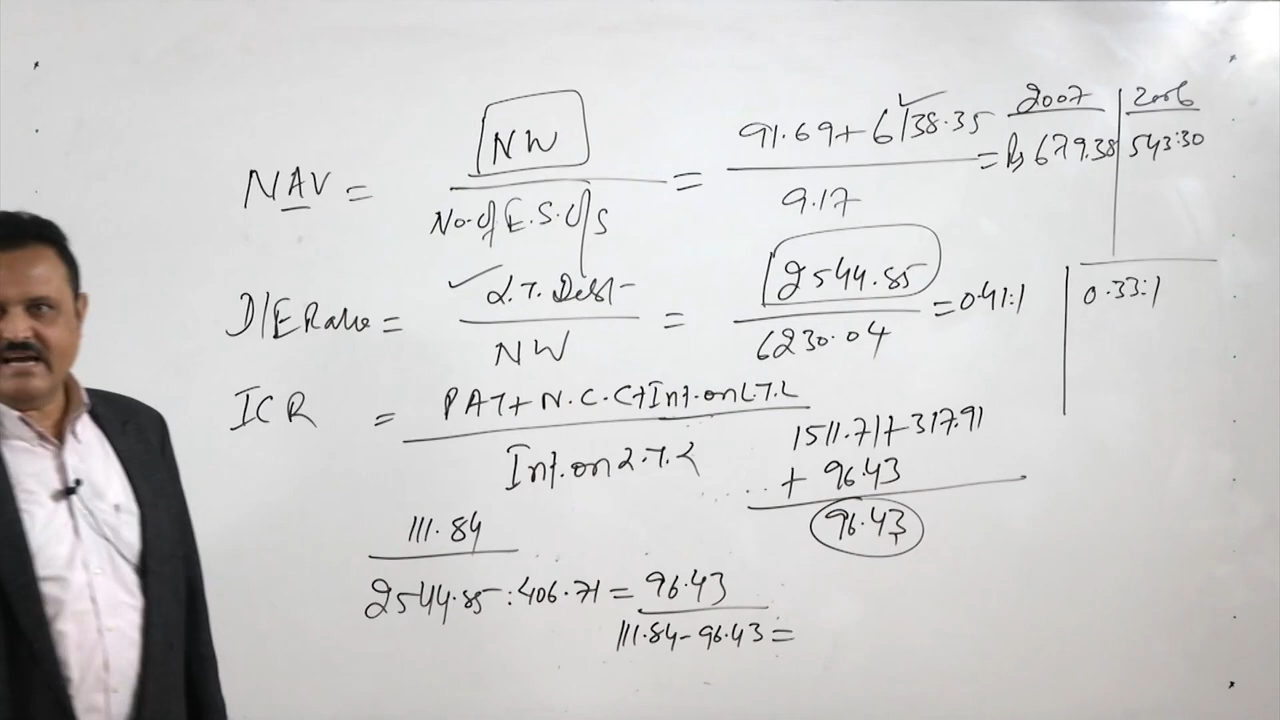 NAV = NW / No. of E. S. O/S = 91.69 + 6138.35 / 9.17 = Rs 679.38 | 543.30
2007 | 2006
D/E Ratio = L.T. Debt / NW = 2544.85 / 6230.04 = 0.41:1 | 0.33:1
ICR = PAT + N.C.C + Int. on L.T.L / Int. on L.T.L
1511.71 + 317.91
+ 96.43
96.43
111.84
2544.85 : 406.71 = 96.43
111.84 - 96.43 =